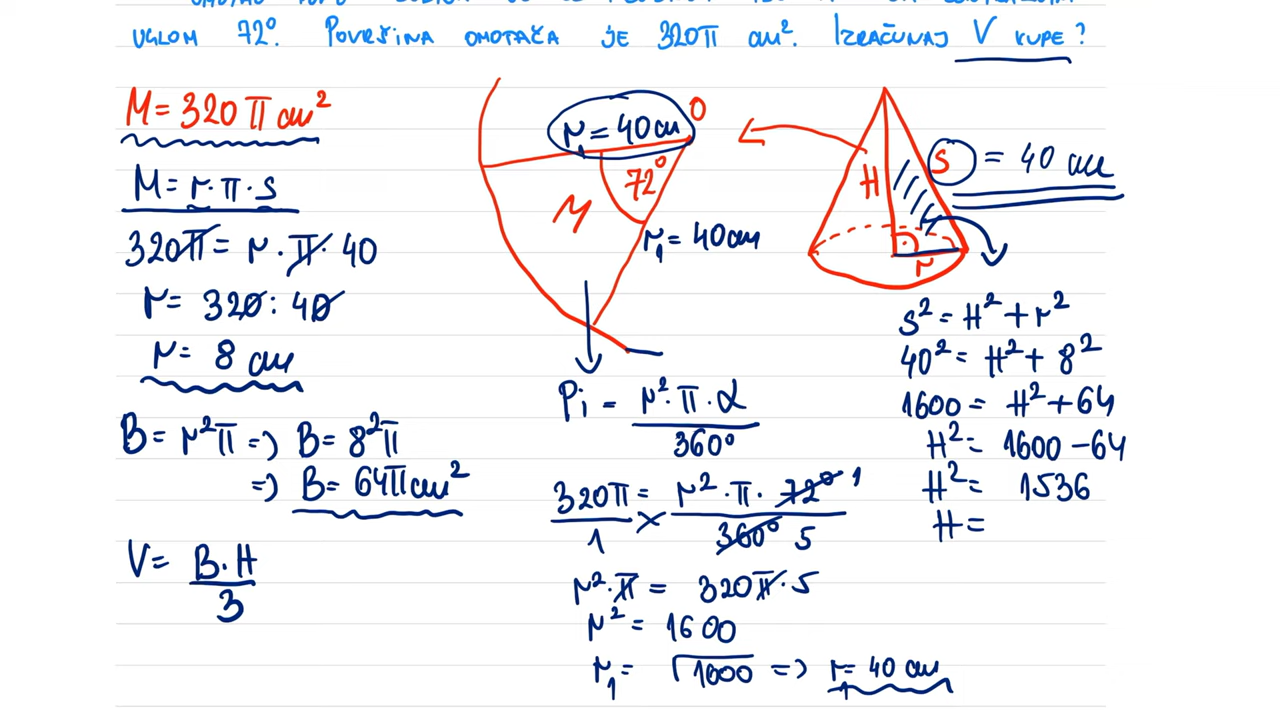 UGLOM 72°. POVRŠINA OMOTAČA JE 320π cm². IZRAČUNAJ V KUPE?
M = 320π cm²
M = r·π·s
320π = r·π·40
r = 320 : 40
r = 8 cm
B = r²π => B = 8²π
=> B = 64π cm²
V = B·H / 3
r₁ = 40 cm
O
72°
M
r₁ = 40 cm
Pi = r²·π·α / 360°
320π / 1 = r²·π·72° 1 / 360° 5
r²·π = 320π·5
r² = 1600
r₁ = √1600 => r₁ = 40 cm
H
S = 40 cm
r
s² = H² + r²
40² = H² + 8²
1600 = H² + 64
H² = 1600 - 64
H² = 1536
H =